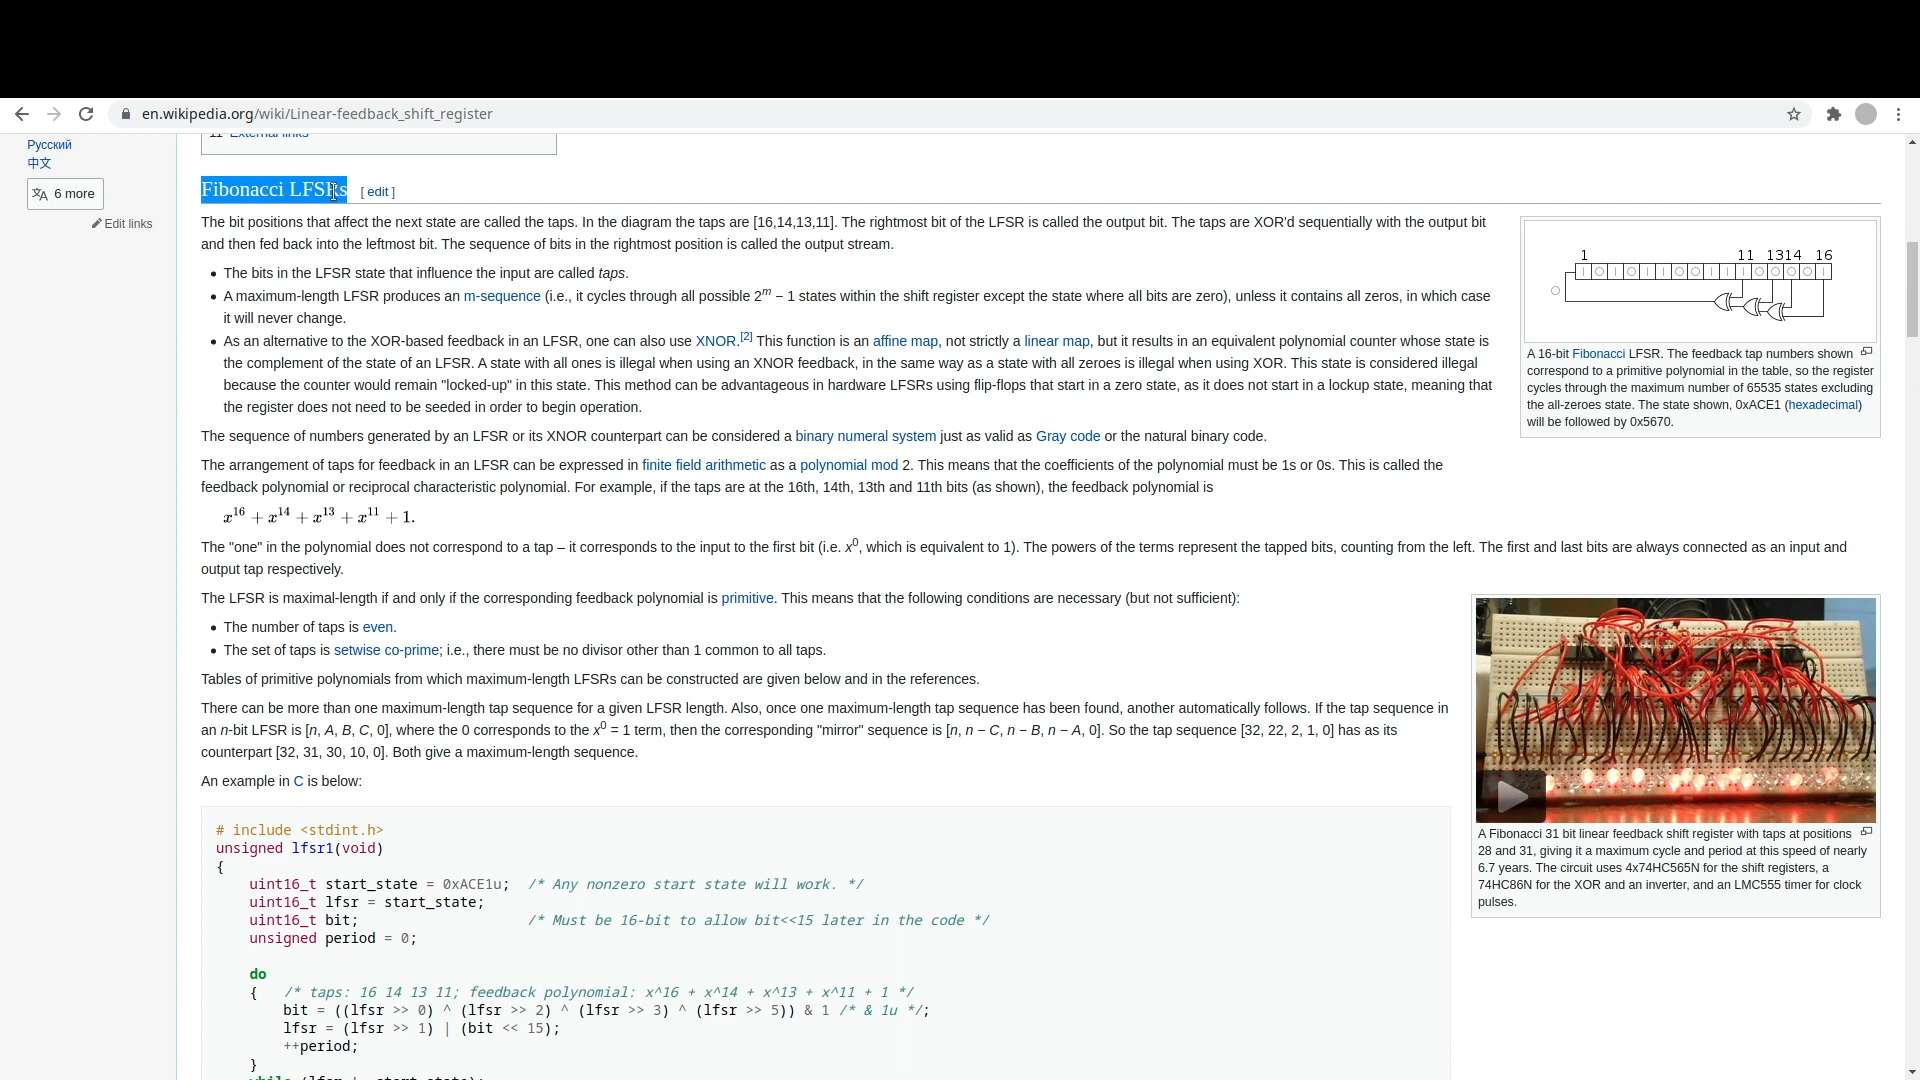 en.wikipedia.org/wiki/Linear-feedback_shift_register
11 External links
Русский
中文
6 more
Edit links
Fibonacci LFSRs [ edit ]
The bit positions that affect the next state are called the taps. In the diagram the taps are [16,14,13,11]. The rightmost bit of the LFSR is called the output bit. The taps are XOR'd sequentially with the output bit
and then fed back into the leftmost bit. The sequence of bits in the rightmost position is called the output stream.
• The bits in the LFSR state that influence the input are called taps.
• A maximum-length LFSR produces an m-sequence (i.e., it cycles through all possible 2^m − 1 states within the shift register except the state where all bits are zero), unless it contains all zeros, in which case
it will never change.
• As an alternative to the XOR-based feedback in an LFSR, one can also use XNOR.[2] This function is an affine map, not strictly a linear map, but it results in an equivalent polynomial counter whose state is
the complement of the state of an LFSR. A state with all ones is illegal when using an XNOR feedback, in the same way as a state with all zeroes is illegal when using XOR. This state is considered illegal
because the counter would remain "locked-up" in this state. This method can be advantageous in hardware LFSRs using flip-flops that start in a zero state, as it does not start in a lockup state, meaning that
the register does not need to be seeded in order to begin operation.
The sequence of numbers generated by an LFSR or its XNOR counterpart can be considered a binary numeral system just as valid as Gray code or the natural binary code.
The arrangement of taps for feedback in an LFSR can be expressed in finite field arithmetic as a polynomial mod 2. This means that the coefficients of the polynomial must be 1s or 0s. This is called the
feedback polynomial or reciprocal characteristic polynomial. For example, if the taps are at the 16th, 14th, 13th and 11th bits (as shown), the feedback polynomial is
x^16 + x^14 + x^13 + x^11 + 1.
The "one" in the polynomial does not correspond to a tap – it corresponds to the input to the first bit (i.e. x^0, which is equivalent to 1). The powers of the terms represent the tapped bits, counting from the left. The first and last bits are always connected as an input and
output tap respectively.
The LFSR is maximal-length if and only if the corresponding feedback polynomial is primitive. This means that the following conditions are necessary (but not sufficient):
• The number of taps is even.
• The set of taps is setwise co-prime; i.e., there must be no divisor other than 1 common to all taps.
Tables of primitive polynomials from which maximum-length LFSRs can be constructed are given below and in the references.
There can be more than one maximum-length tap sequence for a given LFSR length. Also, once one maximum-length tap sequence has been found, another automatically follows. If the tap sequence in
an n-bit LFSR is [n, A, B, C, 0], where the 0 corresponds to the x^0 = 1 term, then the corresponding "mirror" sequence is [n, n − C, n − B, n − A, 0]. So the tap sequence [32, 22, 2, 1, 0] has as its
counterpart [32, 31, 30, 10, 0]. Both give a maximum-length sequence.
An example in C is below:
# include <stdint.h>
unsigned lfsr1(void)
{
uint16_t start_state = 0xACE1u; /* Any nonzero start state will work. */
uint16_t lfsr = start_state;
uint16_t bit; /* Must be 16-bit to allow bit<<15 later in the code */
unsigned period = 0;
do
{ /* taps: 16 14 13 11; feedback polynomial: x^16 + x^14 + x^13 + x^11 + 1 */
bit = ((lfsr >> 0) ^ (lfsr >> 2) ^ (lfsr >> 3) ^ (lfsr >> 5)) & 1 /* & 1u */;
lfsr = (lfsr >> 1) | (bit << 15);
++period;
}
while (lfsr != start_state);
1 11 13 14 16
A 16-bit Fibonacci LFSR. The feedback tap numbers shown
correspond to a primitive polynomial in the table, so the register
cycles through the maximum number of 65535 states excluding
the all-zeroes state. The state shown, 0xACE1 (hexadecimal)
will be followed by 0x5670.
A Fibonacci 31 bit linear feedback shift register with taps at positions
28 and 31, giving it a maximum cycle and period at this speed of nearly
6.7 years. The circuit uses 4x74HC565N for the shift registers, a
74HC86N for the XOR and an inverter, and an LMC555 timer for clock
pulses.